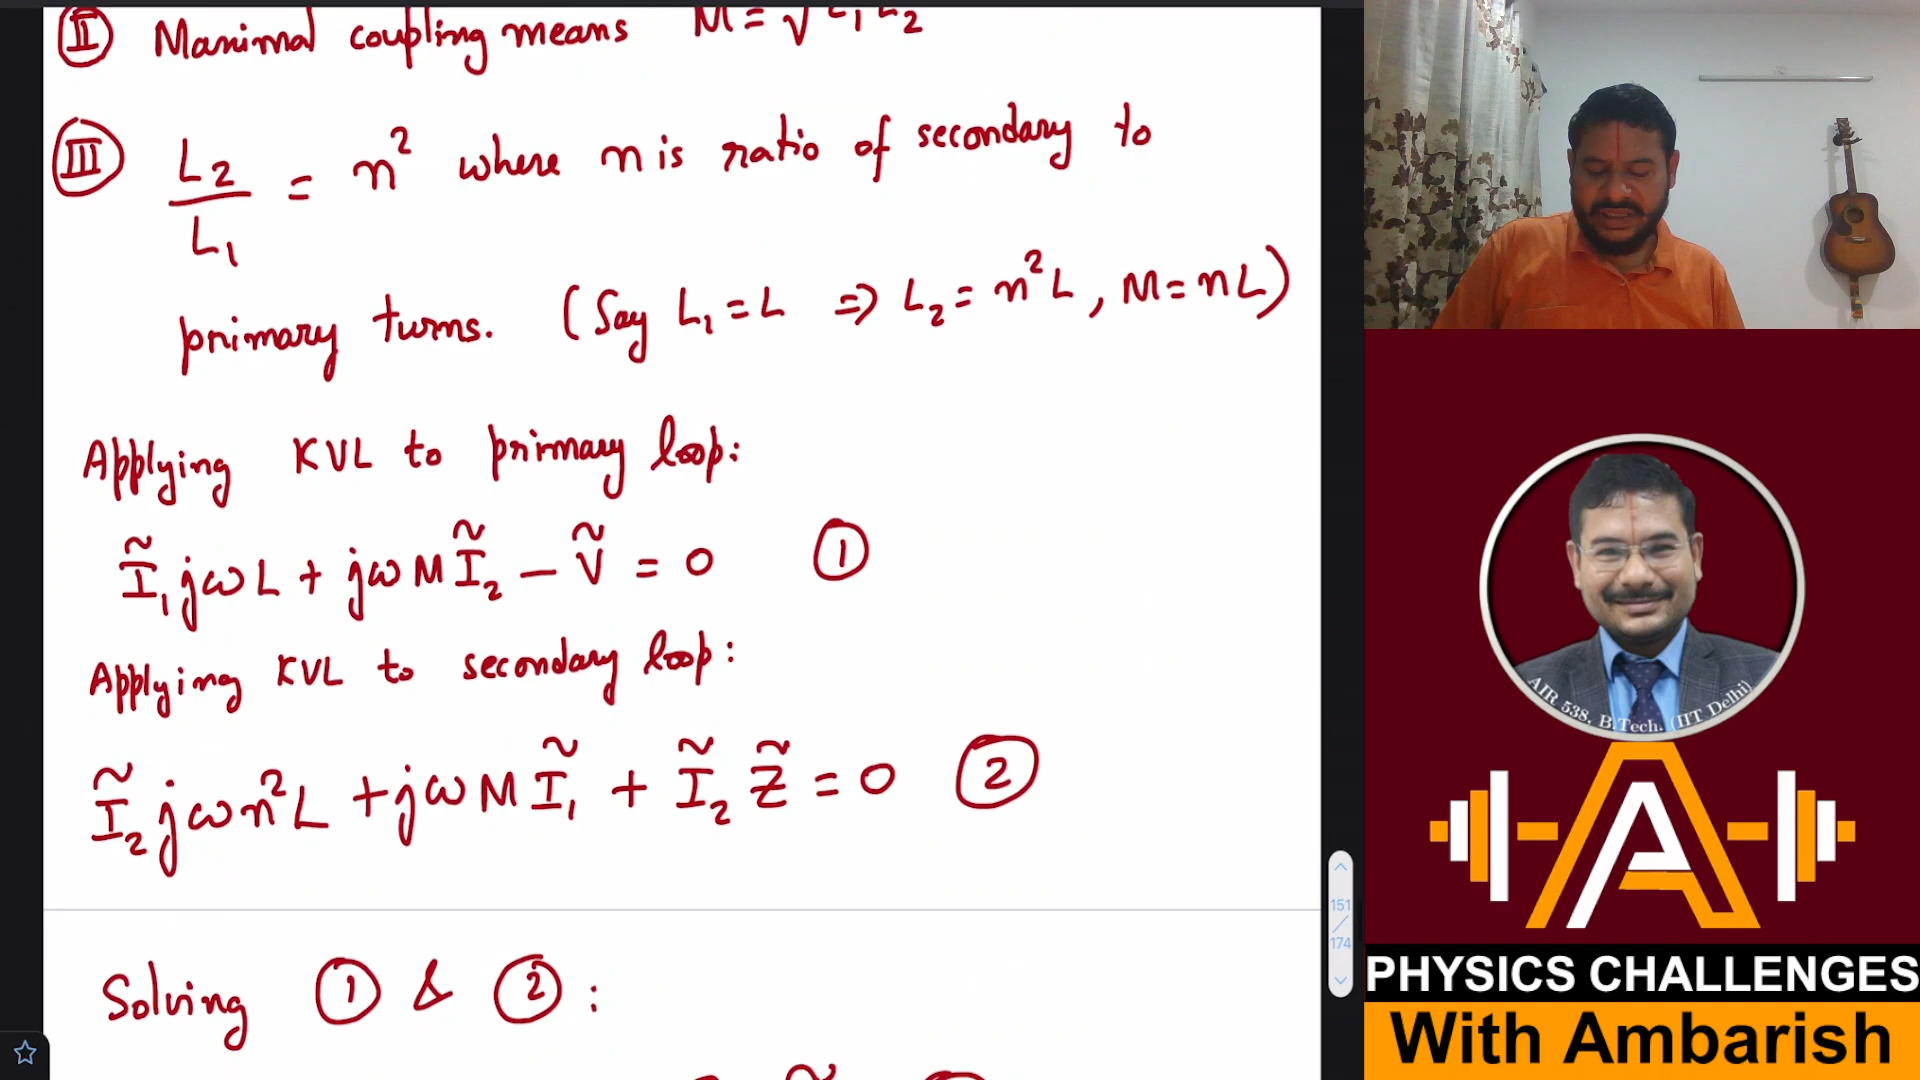 II Maximal coupling means M = √L₁L₂
III L₂/L₁ = n² where n is ratio of secondary to
primary turns. (Say L₁ = L ⇒ L₂ = n²L, M = nL)
Applying KVL to primary loop:
Ĩ₁jωL + jωMĨ₂ − Ṽ = 0 ①
Applying KVL to secondary loop:
Ĩ₂jωn²L + jωMĨ₁ + Ĩ₂Z̃ = 0 ②
Solving ① & ②:
151
/
174
AIR 538, B.Tech. (IIT Delhi)
A
PHYSICS CHALLENGES
With Ambarish